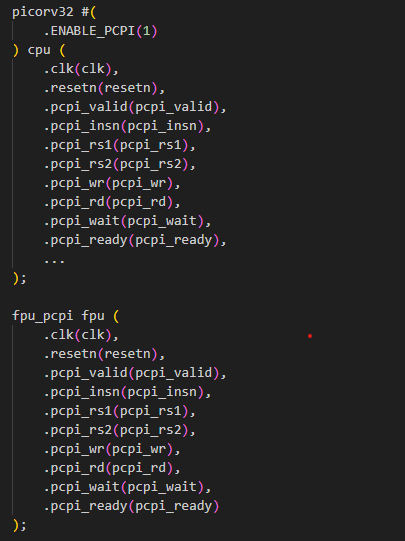 picorv32 #(
    .ENABLE_PCPI(1)
) cpu (
    .clk(clk),
    .resetn(resetn),
    .pcpi_valid(pcpi_valid),
    .pcpi_insn(pcpi_insn),
    .pcpi_rs1(pcpi_rs1),
    .pcpi_rs2(pcpi_rs2),
    .pcpi_wr(pcpi_wr),
    .pcpi_rd(pcpi_rd),
    .pcpi_wait(pcpi_wait),
    .pcpi_ready(pcpi_ready),
    ...
);

fpu_pcpi fpu (
    .clk(clk),
    .resetn(resetn),
    .pcpi_valid(pcpi_valid),
    .pcpi_insn(pcpi_insn),
    .pcpi_rs1(pcpi_rs1),
    .pcpi_rs2(pcpi_rs2),
    .pcpi_wr(pcpi_wr),
    .pcpi_rd(pcpi_rd),
    .pcpi_wait(pcpi_wait),
    .pcpi_ready(pcpi_ready)
);